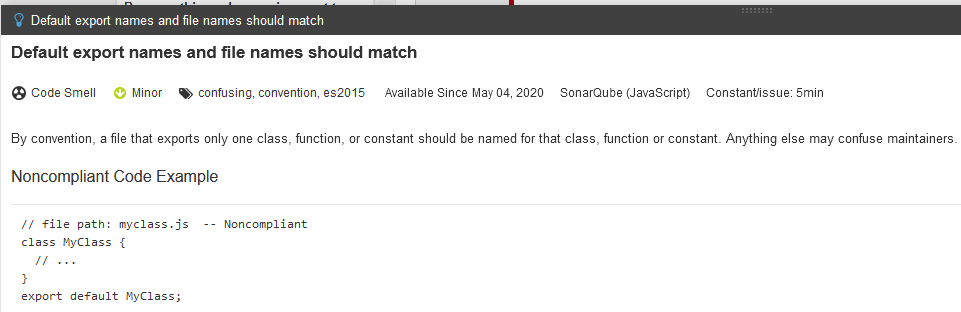 Default export names and file names should match
Default export names and file names should match
Code Smell Minor confusing, convention, es2015 Available Since May 04, 2020 SonarQube (JavaScript) Constant/issue: 5min
By convention, a file that exports only one class, function, or constant should be named for that class, function or constant. Anything else may confuse maintainers.
Noncompliant Code Example
// file path: myclass.js  -- Noncompliant
class MyClass {
  // ...
}
export default MyClass;